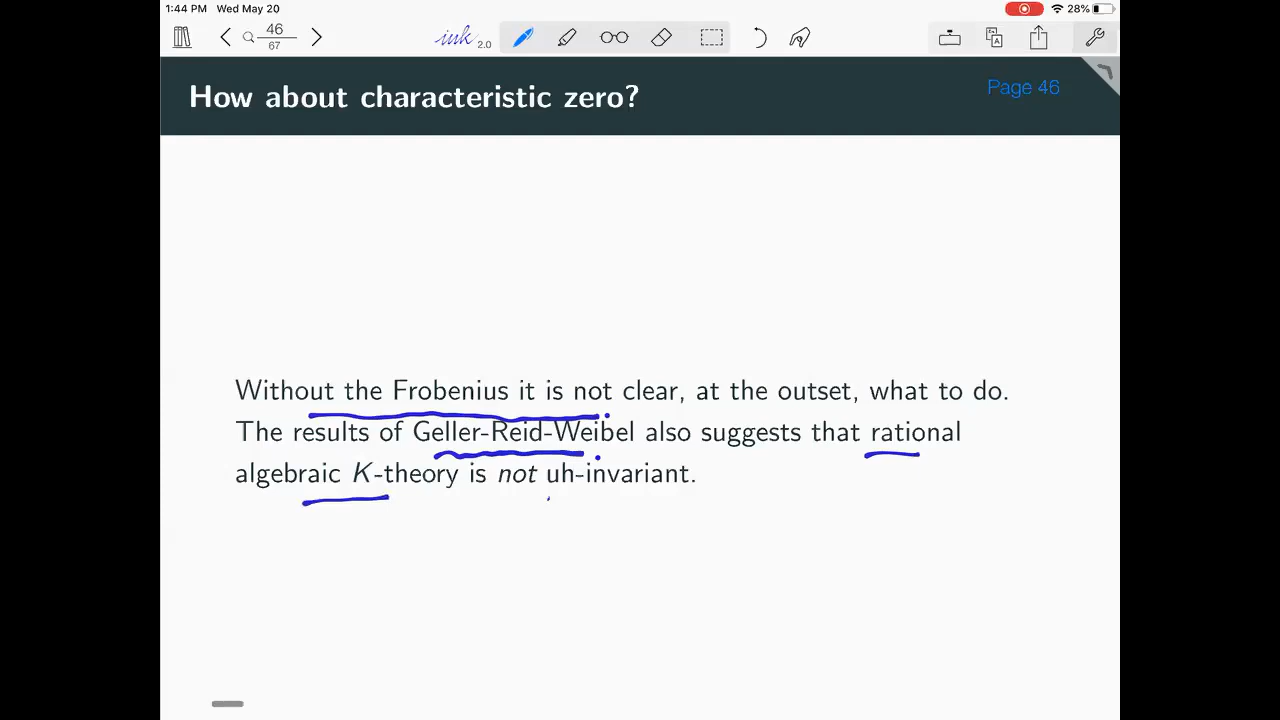 1:44 PM Wed May 20
28%
46
67
ink 2.0
How about characteristic zero?
Page 46
Without the Frobenius it is not clear, at the outset, what to do.
The results of Geller-Reid-Weibel also suggests that rational
algebraic K-theory is not uh-invariant.